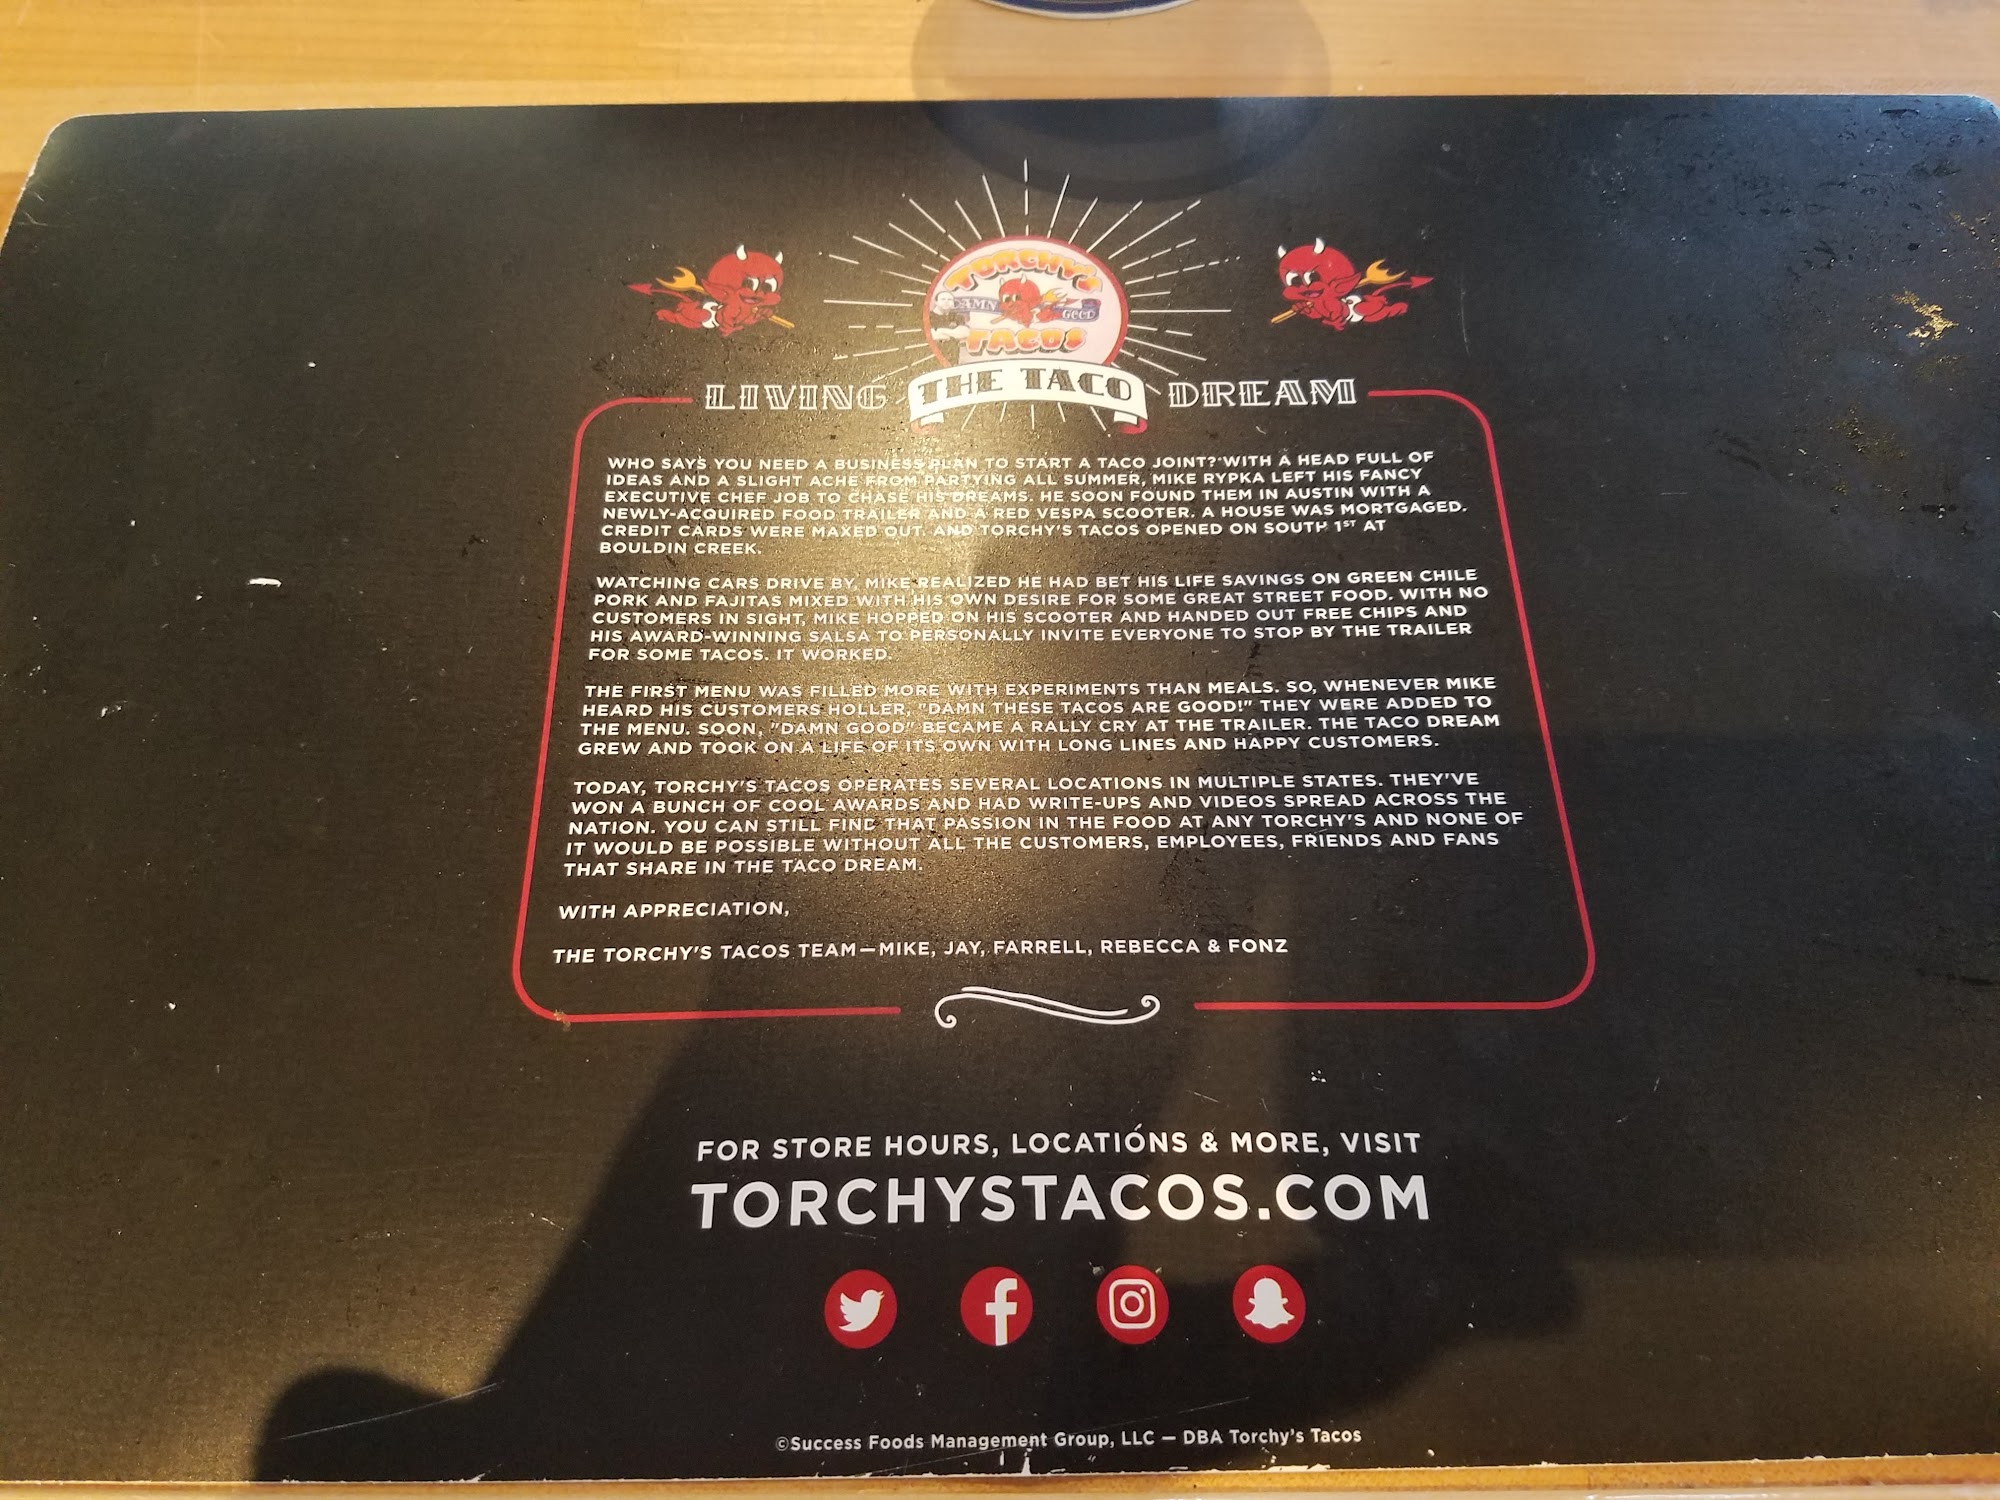 TORCHY'S
DAMN GOOD
TACOS
LIVING THE TACO DREAM
WHO SAYS YOU NEED A BUSINESS PLAN TO START A TACO JOINT? WITH A HEAD FULL OF
IDEAS AND A SLIGHT ACHE FROM PARTYING ALL SUMMER, MIKE RYPKA LEFT HIS FANCY
EXECUTIVE CHEF JOB TO CHASE HIS DREAMS. HE SOON FOUND THEM IN AUSTIN WITH A
NEWLY-ACQUIRED FOOD TRAILER AND A RED VESPA SCOOTER. A HOUSE WAS MORTGAGED.
CREDIT CARDS WERE MAXED OUT. AND TORCHY'S TACOS OPENED ON SOUTH 1ST AT
BOULDIN CREEK.
WATCHING CARS DRIVE BY, MIKE REALIZED HE HAD BET HIS LIFE SAVINGS ON GREEN CHILE
PORK AND FAJITAS MIXED WITH HIS OWN DESIRE FOR SOME GREAT STREET FOOD. WITH NO
CUSTOMERS IN SIGHT, MIKE HOPPED ON HIS SCOOTER AND HANDED OUT FREE CHIPS AND
HIS AWARD-WINNING SALSA TO PERSONALLY INVITE EVERYONE TO STOP BY THE TRAILER
FOR SOME TACOS. IT WORKED.
THE FIRST MENU WAS FILLED MORE WITH EXPERIMENTS THAN MEALS. SO, WHENEVER MIKE
HEARD HIS CUSTOMERS HOLLER, "DAMN THESE TACOS ARE GOOD!" THEY WERE ADDED TO
THE MENU. SOON, "DAMN GOOD" BECAME A RALLY CRY AT THE TRAILER. THE TACO DREAM
GREW AND TOOK ON A LIFE OF ITS OWN WITH LONG LINES AND HAPPY CUSTOMERS.
TODAY, TORCHY'S TACOS OPERATES SEVERAL LOCATIONS IN MULTIPLE STATES. THEY'VE
WON A BUNCH OF COOL AWARDS AND HAD WRITE-UPS AND VIDEOS SPREAD ACROSS THE
NATION. YOU CAN STILL FIND THAT PASSION IN THE FOOD AT ANY TORCHY'S AND NONE OF
IT WOULD BE POSSIBLE WITHOUT ALL THE CUSTOMERS, EMPLOYEES, FRIENDS AND FANS
THAT SHARE IN THE TACO DREAM.
WITH APPRECIATION,
THE TORCHY'S TACOS TEAM—MIKE, JAY, FARRELL, REBECCA & FONZ
FOR STORE HOURS, LOCATIONS & MORE, VISIT
TORCHYSTACOS.COM
©Success Foods Management Group, LLC — DBA Torchy's Tacos